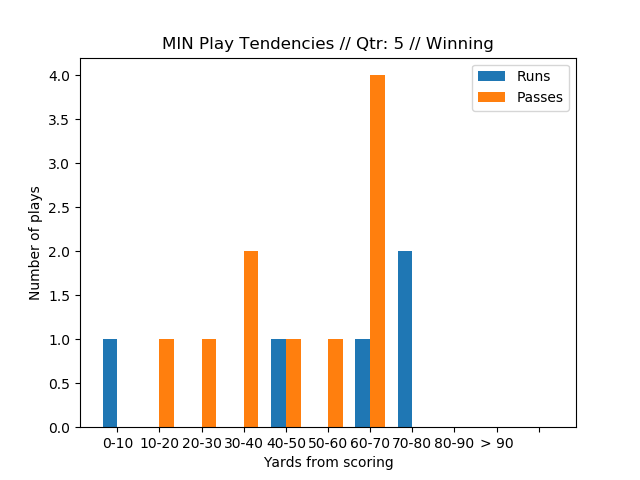 MIN Play Tendencies // Qtr: 5 // Winning
Runs
Passes
4.0
3.5
3.0
2.5
2.0
1.5
1.0
0.5
0.0
Number of plays
0-10 10-20 20-30 30-40 40-50 50-60 60-70 70-80 80-90 > 90
Yards from scoring